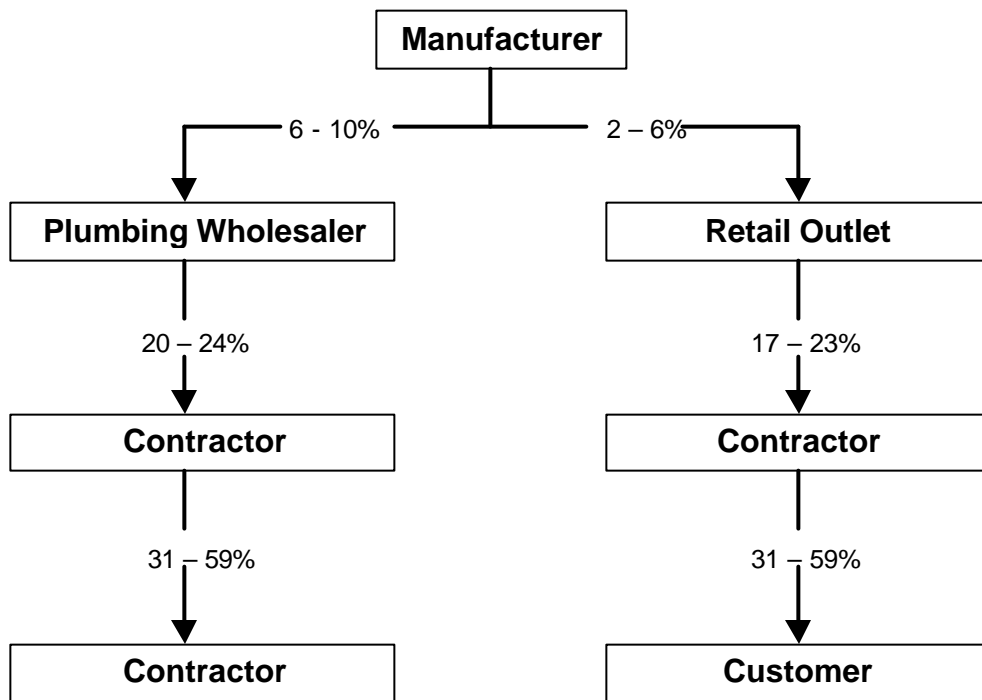 Manufacturer
6 - 10%
2 – 6%
Plumbing Wholesaler
Retail Outlet
20 – 24%
17 – 23%
Contractor
Contractor
31 – 59%
31 – 59%
Contractor
Customer